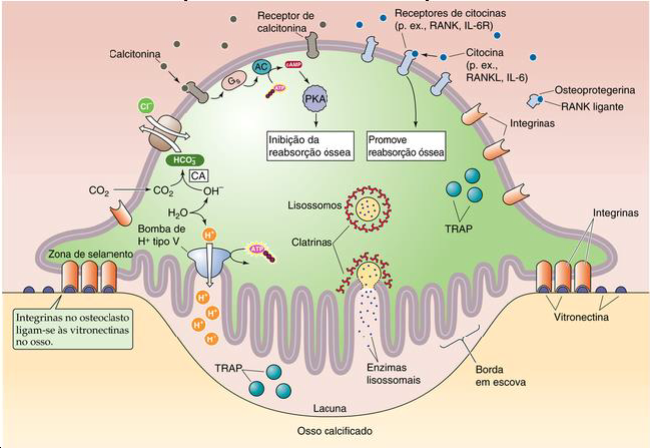 Receptor de
calcitonina
Receptores de citocinas
(p. ex., RANK, IL-6R)
Calcitonina
Citocina
(p. ex.,
RANKL, IL-6)
Gs
AC
cAMP
ATP
PKA
Osteoprotegerina
RANK ligante
Integrinas
Cl⁻
Inibição da
reabsorção óssea
Promove
reabsorção óssea
HCO₃⁻
CA
CO₂
CO₂
OH⁻
H₂O
Lisossomos
TRAP
Bomba de
H⁺ tipo V
H⁺
ATP
Clatrinas
Integrinas
Zona de selamento
H⁺
H⁺
H⁺
H⁺
H⁺
Vitronectina
Integrinas no osteoclasto
ligam-se às vitronectinas
no osso.
TRAP
Enzimas
lisossomais
Borda
em escova
Lacuna
Osso calcificado